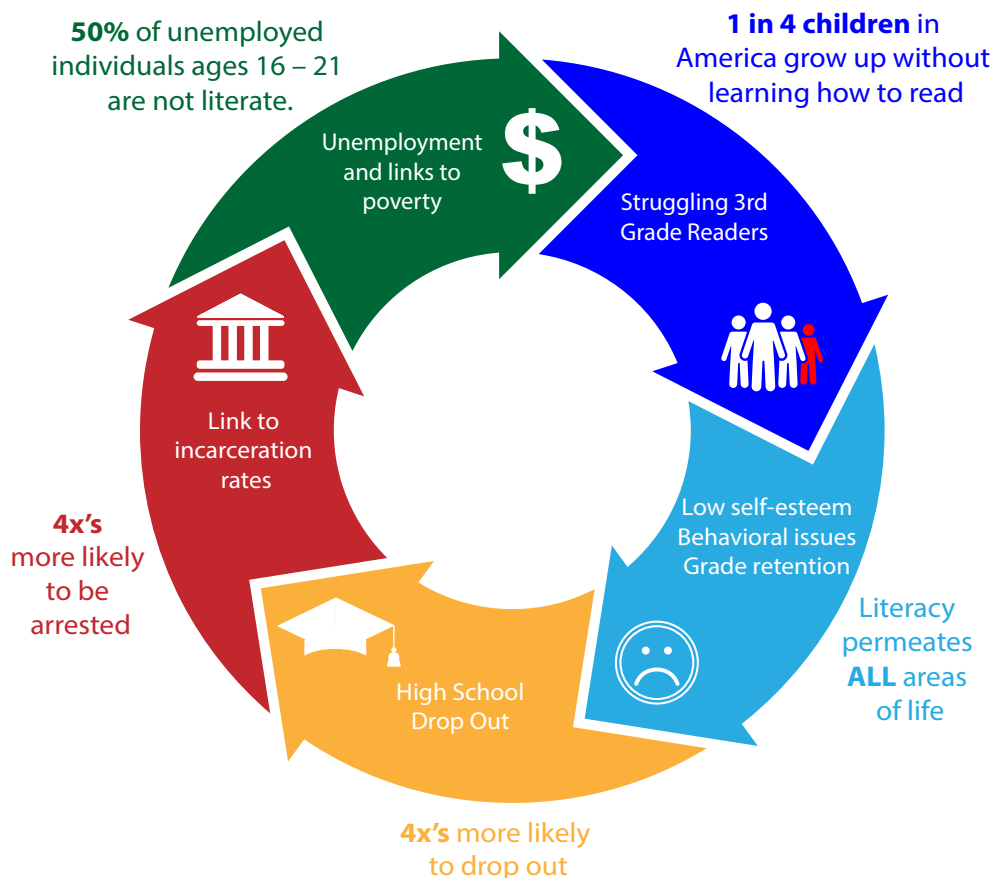 50% of unemployed
individuals ages 16 – 21
are not literate.
1 in 4 children in
America grow up without
learning how to read
Unemployment
and links to
poverty
$
Struggling 3rd
Grade Readers
Link to
incarceration
rates
Low self-esteem
Behavioral issues
Grade retention
4x's
more likely
to be
arrested
Literacy
permeates
ALL areas
of life
High School
Drop Out
4x's more likely
to drop out